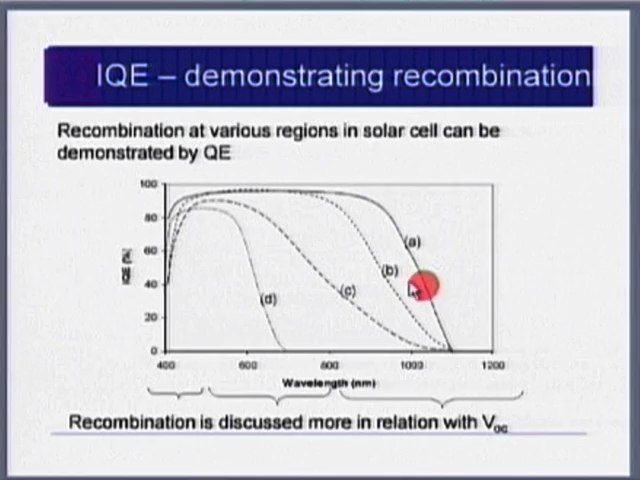 IQE – demonstrating recombination
Recombination at various regions in solar cell can be
demonstrated by QE
100
80
60
40
20
0
IQE (%)
(a)
(b)
(c)
(d)
400 600 800 1000 1200
Wavelength (nm)
Recombination is discussed more in relation with Voc